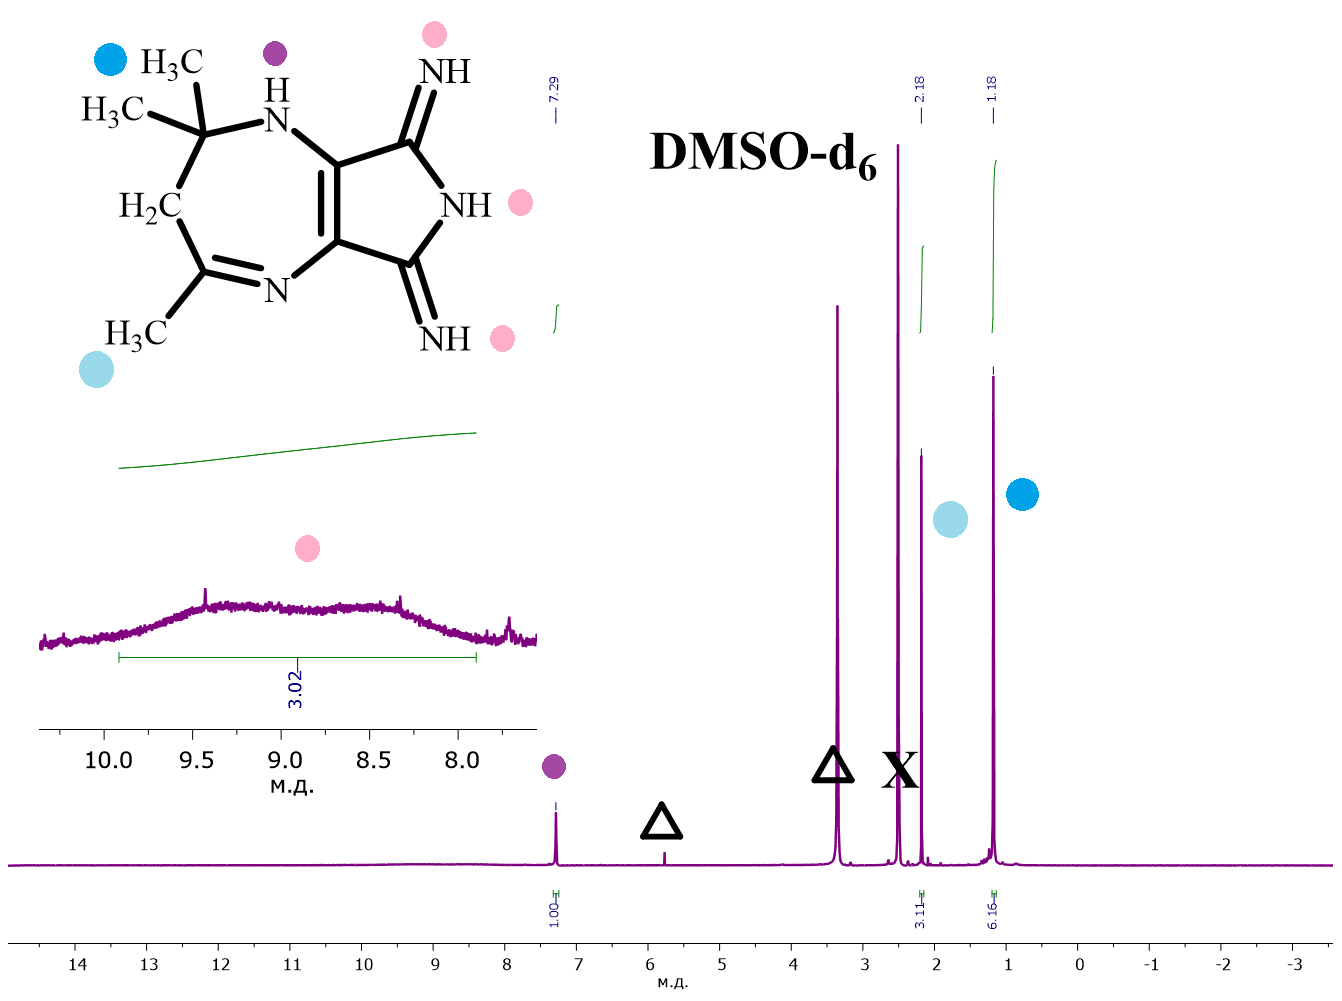 H₃C
H₃C
H
N
NH
H₂C
NH
N
H₃C
NH
DMSO-d₆
7.29
2.18
1.18
3.02
10.0 9.5 9.0 8.5 8.0
м.д.
X
1.00
3.11
6.16
14 13 12 11 10 9 8 7 6 5 4 3 2 1 0 -1 -2 -3
м.д.